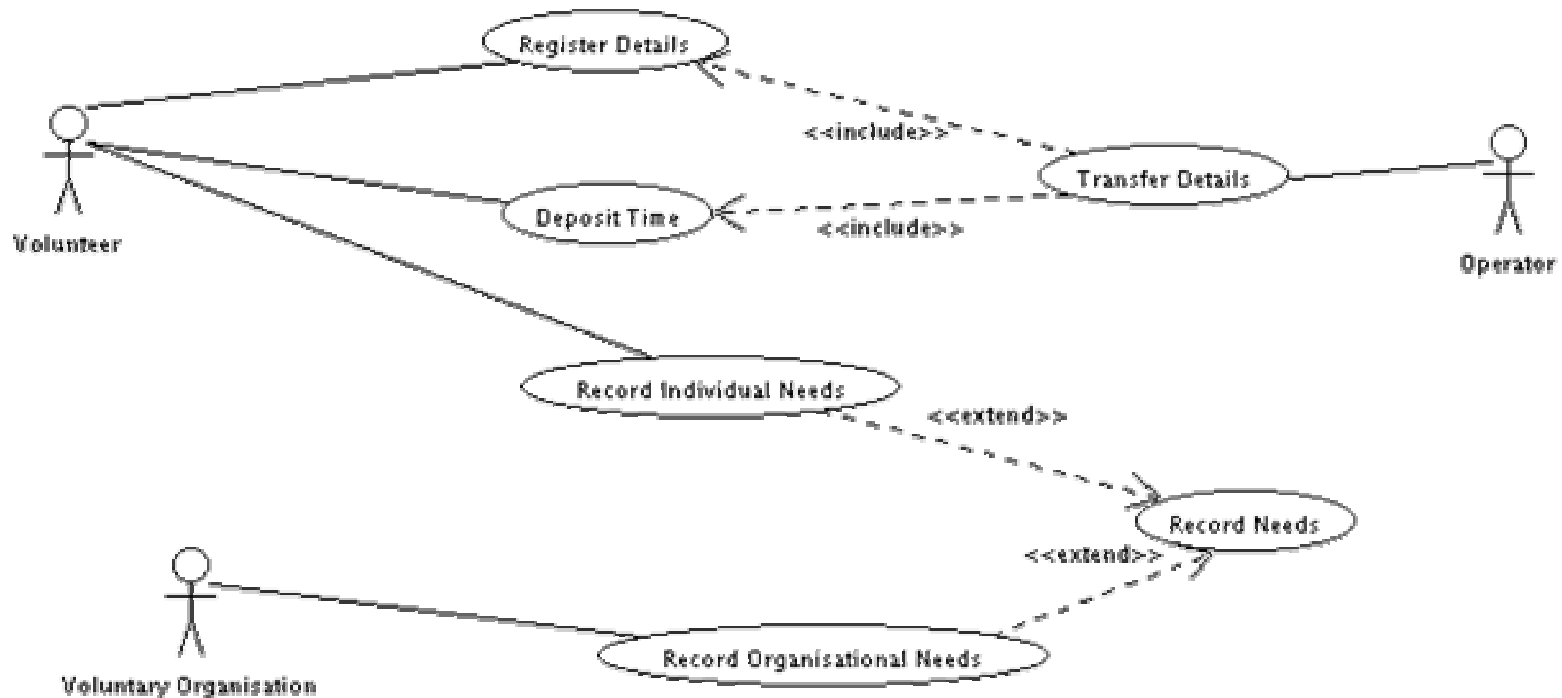 Register Details
<<include>>
Transfer Details
Deposit Time
<<include>>
Volunteer
Operator
Record Individual Needs
<<extend>>
Record Needs
<<extend>>
Record Organisational Needs
Voluntary Organisation